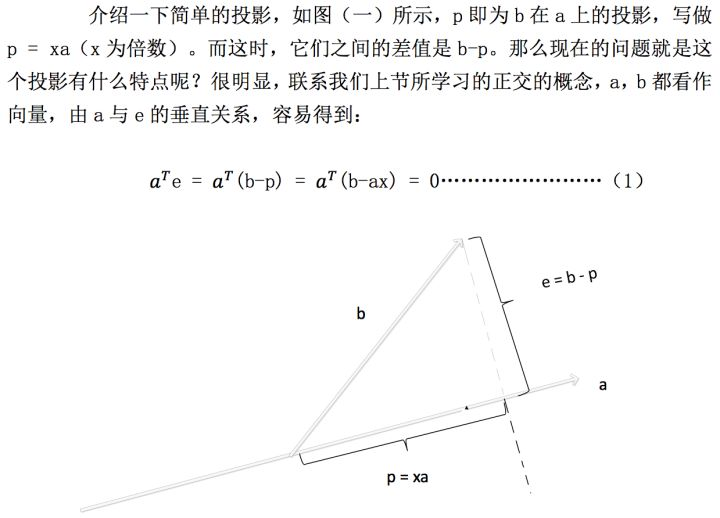 介绍一下简单的投影，如图（一）所示，p 即为 b 在 a 上的投影，写做
p = xa（x 为倍数）。而这时，它们之间的差值是 b-p。那么现在的问题就是这
个投影有什么特点呢？很明显，联系我们上节所学习的正交的概念，a，b 都看作
向量，由 a 与 e 的垂直关系，容易得到：
aᵀe = aᵀ(b-p) = aᵀ(b-ax) = 0⋯⋯⋯⋯⋯⋯⋯⋯（1）
e = b - p
b
a
p = xa